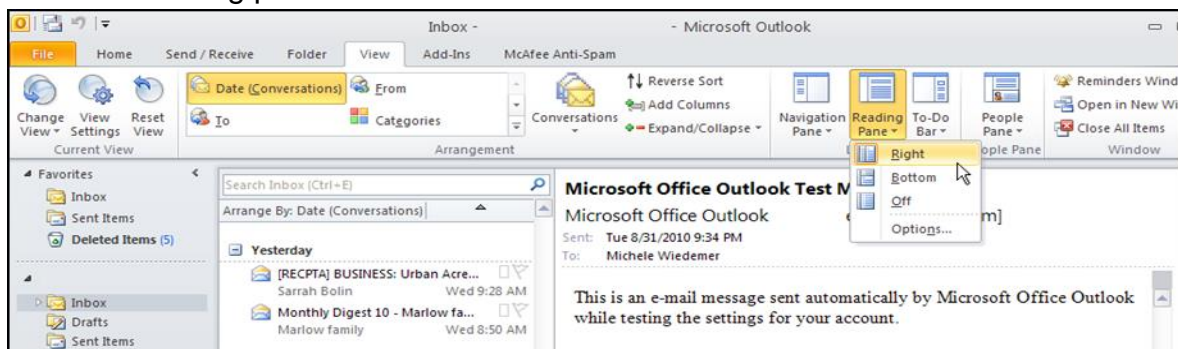 Inbox - - Microsoft Outlook
File Home Send / Receive Folder View Add-Ins McAfee Anti-Spam
Change View View Settings Reset View
Current View
Date (Conversations) From
To Categories
Arrangement
Conversations
Reverse Sort
Add Columns
Expand/Collapse
Navigation Pane Reading Pane To-Do Bar People Pane
Reminders Wind
Open in New Wi
Close All Items
ople Pane
Window
Right
Bottom
Off
Options...
Favorites
Inbox
Sent Items
Deleted Items (5)
Inbox
Drafts
Sent Items
Search Inbox (Ctrl+E)
Arrange By: Date (Conversations)
Yesterday
[RECPTA] BUSINESS: Urban Acre...
Sarrah Bolin Wed 9:28 AM
Monthly Digest 10 - Marlow fa...
Marlow family Wed 8:50 AM
Microsoft Office Outlook Test M
Microsoft Office Outlook m]
Sent: Tue 8/31/2010 9:34 PM
To: Michele Wiedemer
This is an e-mail message sent automatically by Microsoft Office Outlook
while testing the settings for your account.